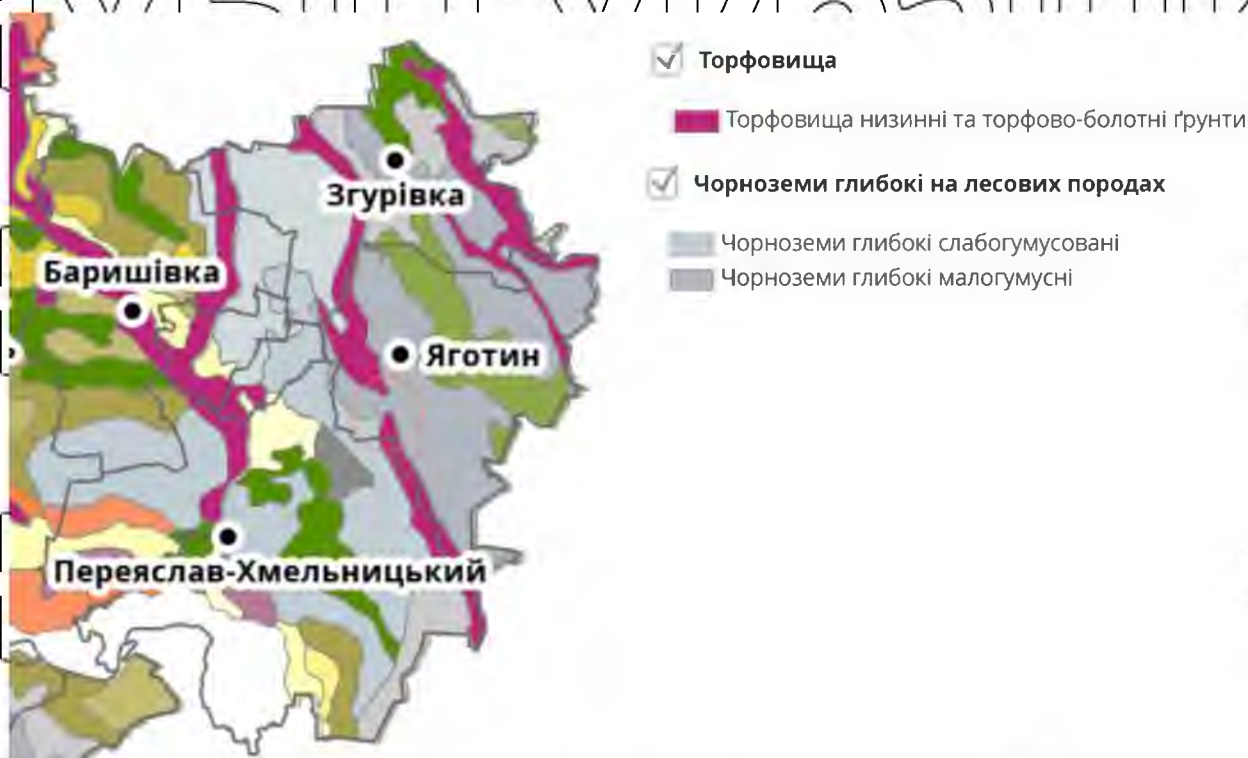 Торфовища
Торфовища низинні та торфово-болотні ґрунти
Чорноземи глибокі на лесових породах
Чорноземи глибокі слабогумусовані
Чорноземи глибокі малогумусні
Згурівка
Баришівка
Яготин
Переяслав-Хмельницький